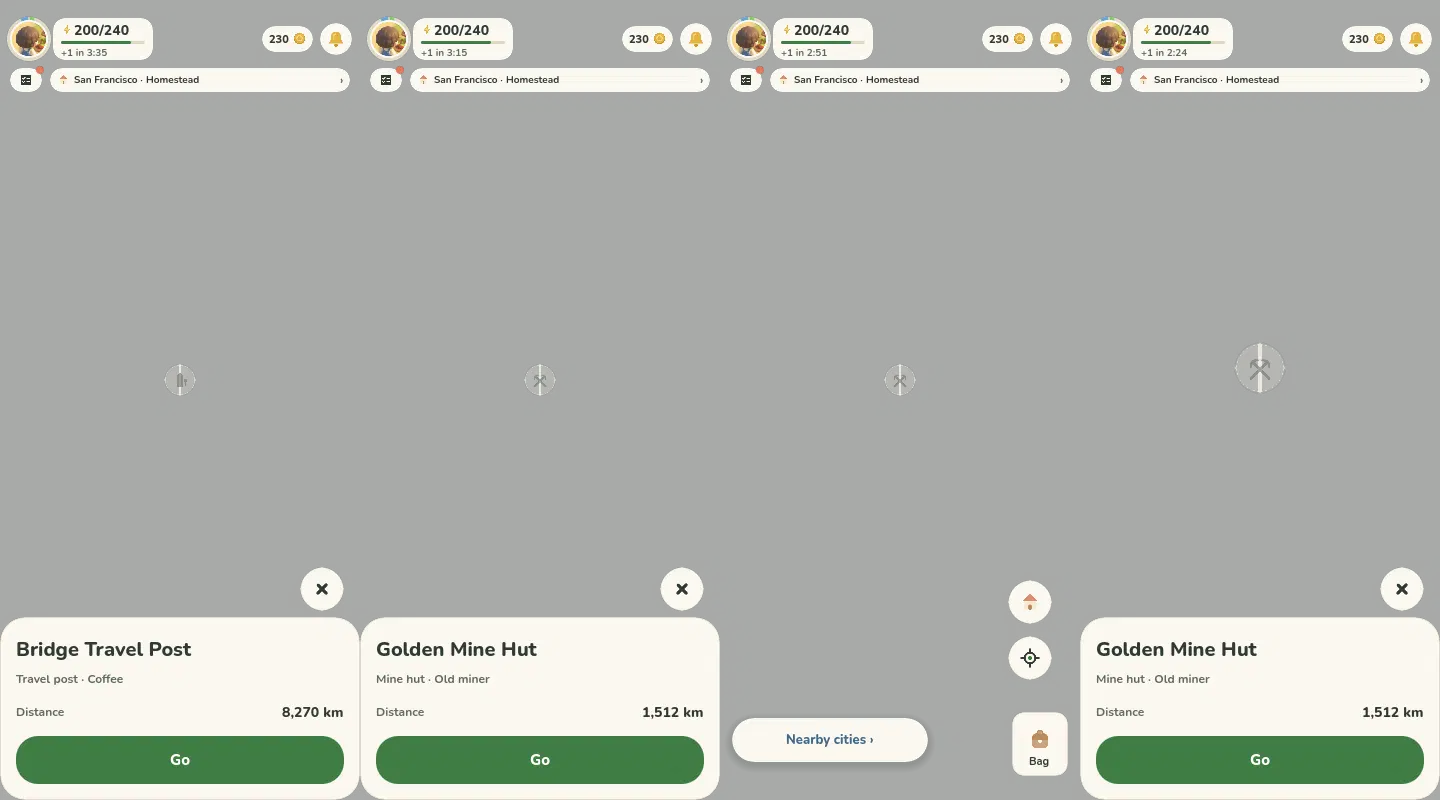 200/240
+1 in 3:35
230
San Francisco · Homestead ›
Bridge Travel Post
Travel post · Coffee
Distance 8,270 km
Go
200/240
+1 in 3:15
230
San Francisco · Homestead ›
Golden Mine Hut
Mine hut · Old miner
Distance 1,512 km
Go
200/240
+1 in 2:51
230
San Francisco · Homestead ›
Nearby cities ›
Bag
200/240
+1 in 2:24
230
San Francisco · Homestead ›
Golden Mine Hut
Mine hut · Old miner
Distance 1,512 km
Go